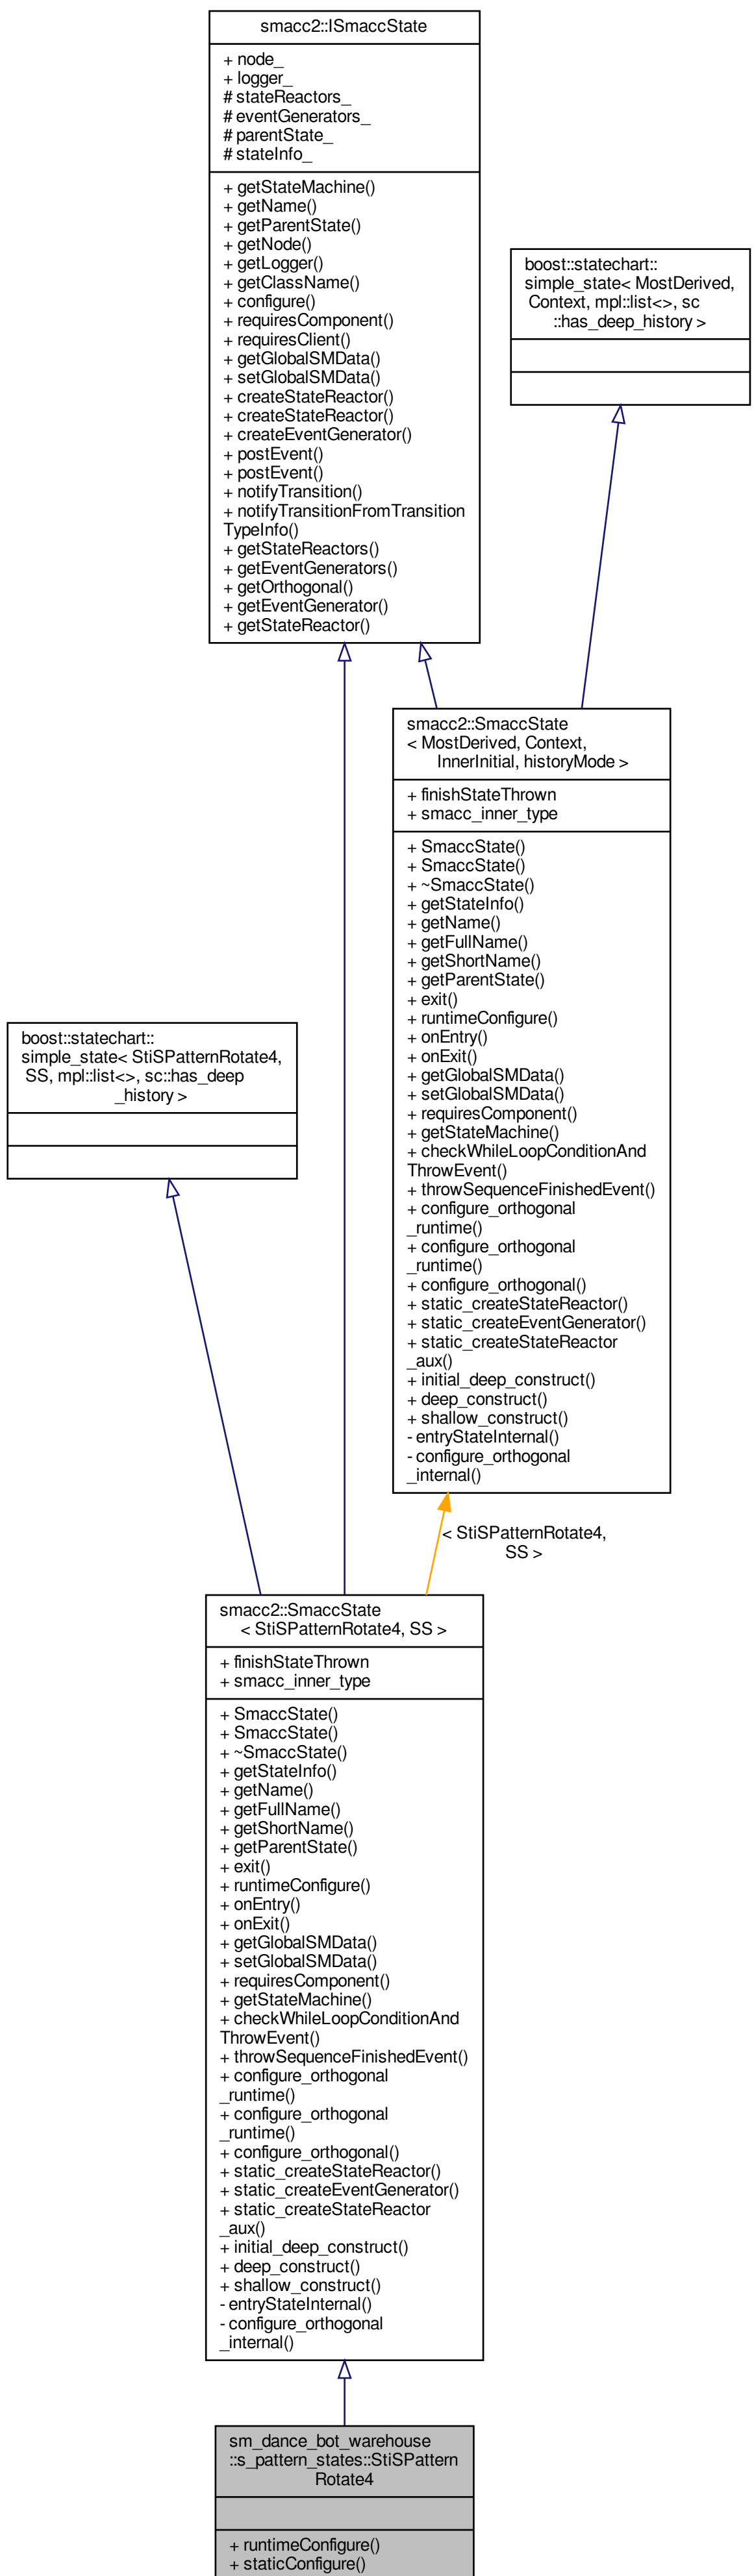 smacc2::ISmaccState
+ node_
+ logger_
# stateReactors_
# eventGenerators_
# parentState_
# stateInfo_
+ getStateMachine()
+ getName()
+ getParentState()
+ getNode()
+ getLogger()
+ getClassName()
+ configure()
+ requiresComponent()
+ requiresClient()
+ getGlobalSMData()
+ setGlobalSMData()
+ createStateReactor()
+ createStateReactor()
+ createEventGenerator()
+ postEvent()
+ postEvent()
+ notifyTransition()
+ notifyTransitionFromTransition
TypeInfo()
+ getStateReactors()
+ getEventGenerators()
+ getOrthogonal()
+ getEventGenerator()
+ getStateReactor()
boost::statechart::
simple_state< MostDerived,
Context, mpl::list<>, sc
::has_deep_history >
smacc2::SmaccState
< MostDerived, Context,
InnerInitial, historyMode >
+ finishStateThrown
+ smacc_inner_type
+ SmaccState()
+ SmaccState()
+ ~SmaccState()
+ getStateInfo()
+ getName()
+ getFullName()
+ getShortName()
+ getParentState()
+ exit()
+ runtimeConfigure()
+ onEntry()
+ onExit()
+ getGlobalSMData()
+ setGlobalSMData()
+ requiresComponent()
+ getStateMachine()
+ checkWhileLoopConditionAnd
ThrowEvent()
+ throwSequenceFinishedEvent()
+ configure_orthogonal
_runtime()
+ configure_orthogonal
_runtime()
+ configure_orthogonal()
+ static_createStateReactor()
+ static_createEventGenerator()
+ static_createStateReactor
_aux()
+ initial_deep_construct()
+ deep_construct()
+ shallow_construct()
- entryStateInternal()
- configure_orthogonal
_internal()
boost::statechart::
simple_state< StiSPatternRotate4,
SS, mpl::list<>, sc::has_deep
_history >
< StiSPatternRotate4,
SS >
smacc2::SmaccState
< StiSPatternRotate4, SS >
+ finishStateThrown
+ smacc_inner_type
+ SmaccState()
+ SmaccState()
+ ~SmaccState()
+ getStateInfo()
+ getName()
+ getFullName()
+ getShortName()
+ getParentState()
+ exit()
+ runtimeConfigure()
+ onEntry()
+ onExit()
+ getGlobalSMData()
+ setGlobalSMData()
+ requiresComponent()
+ getStateMachine()
+ checkWhileLoopConditionAnd
ThrowEvent()
+ throwSequenceFinishedEvent()
+ configure_orthogonal
_runtime()
+ configure_orthogonal
_runtime()
+ configure_orthogonal()
+ static_createStateReactor()
+ static_createEventGenerator()
+ static_createStateReactor
_aux()
+ initial_deep_construct()
+ deep_construct()
+ shallow_construct()
- entryStateInternal()
- configure_orthogonal
_internal()
sm_dance_bot_warehouse
::s_pattern_states::StiSPattern
Rotate4
+ runtimeConfigure()
+ staticConfigure()